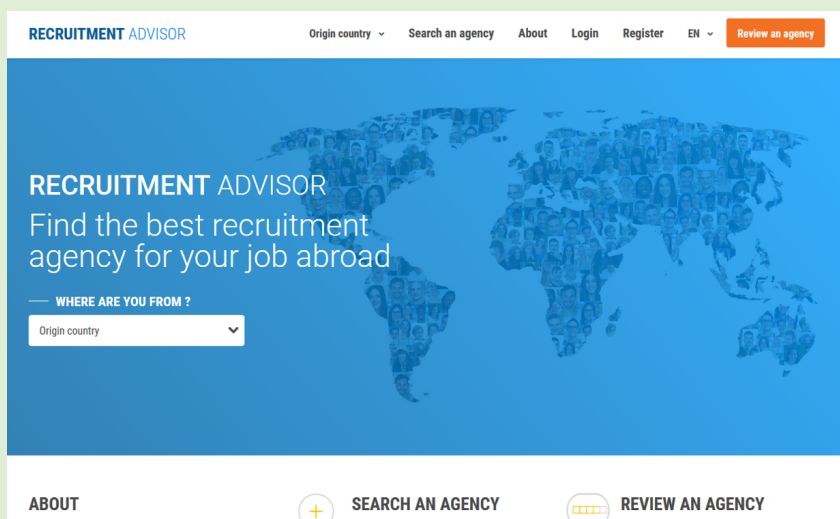 RECRUITMENT ADVISOR
Origin country
Search an agency
About
Login
Register
EN
Review an agency
RECRUITMENT ADVISOR
Find the best recruitment
agency for your job abroad
WHERE ARE YOU FROM ?
Origin country
ABOUT
SEARCH AN AGENCY
REVIEW AN AGENCY